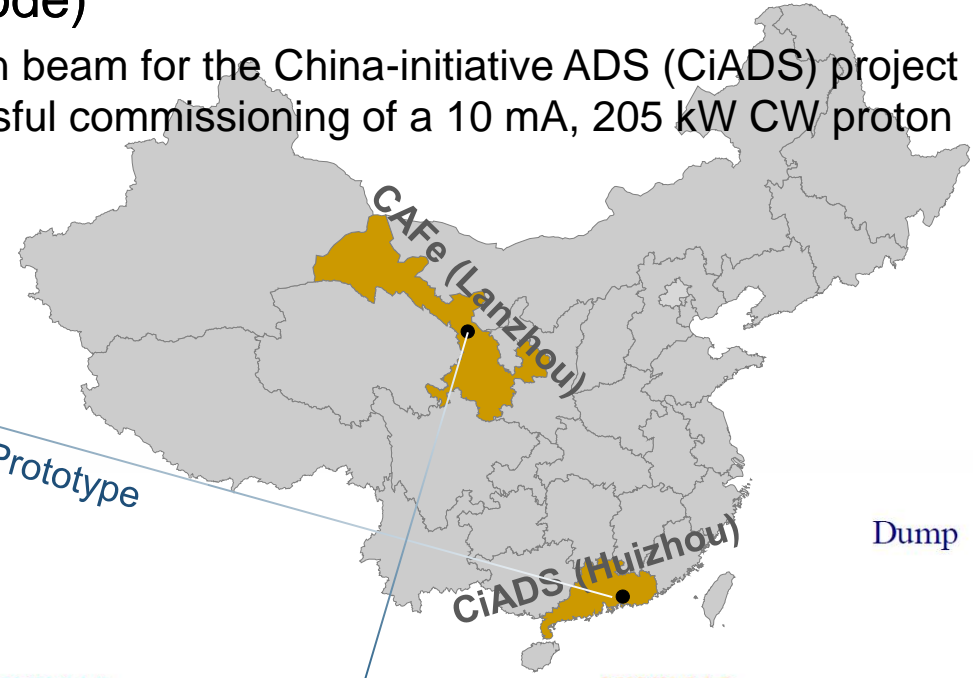 ode)
n beam for the China-initiative ADS (CiADS) project
sful commissioning of a 10 mA, 205 kW CW proton
CAFe (Lanzhou)
Prototype
Dump
CiADS (Huizhou)